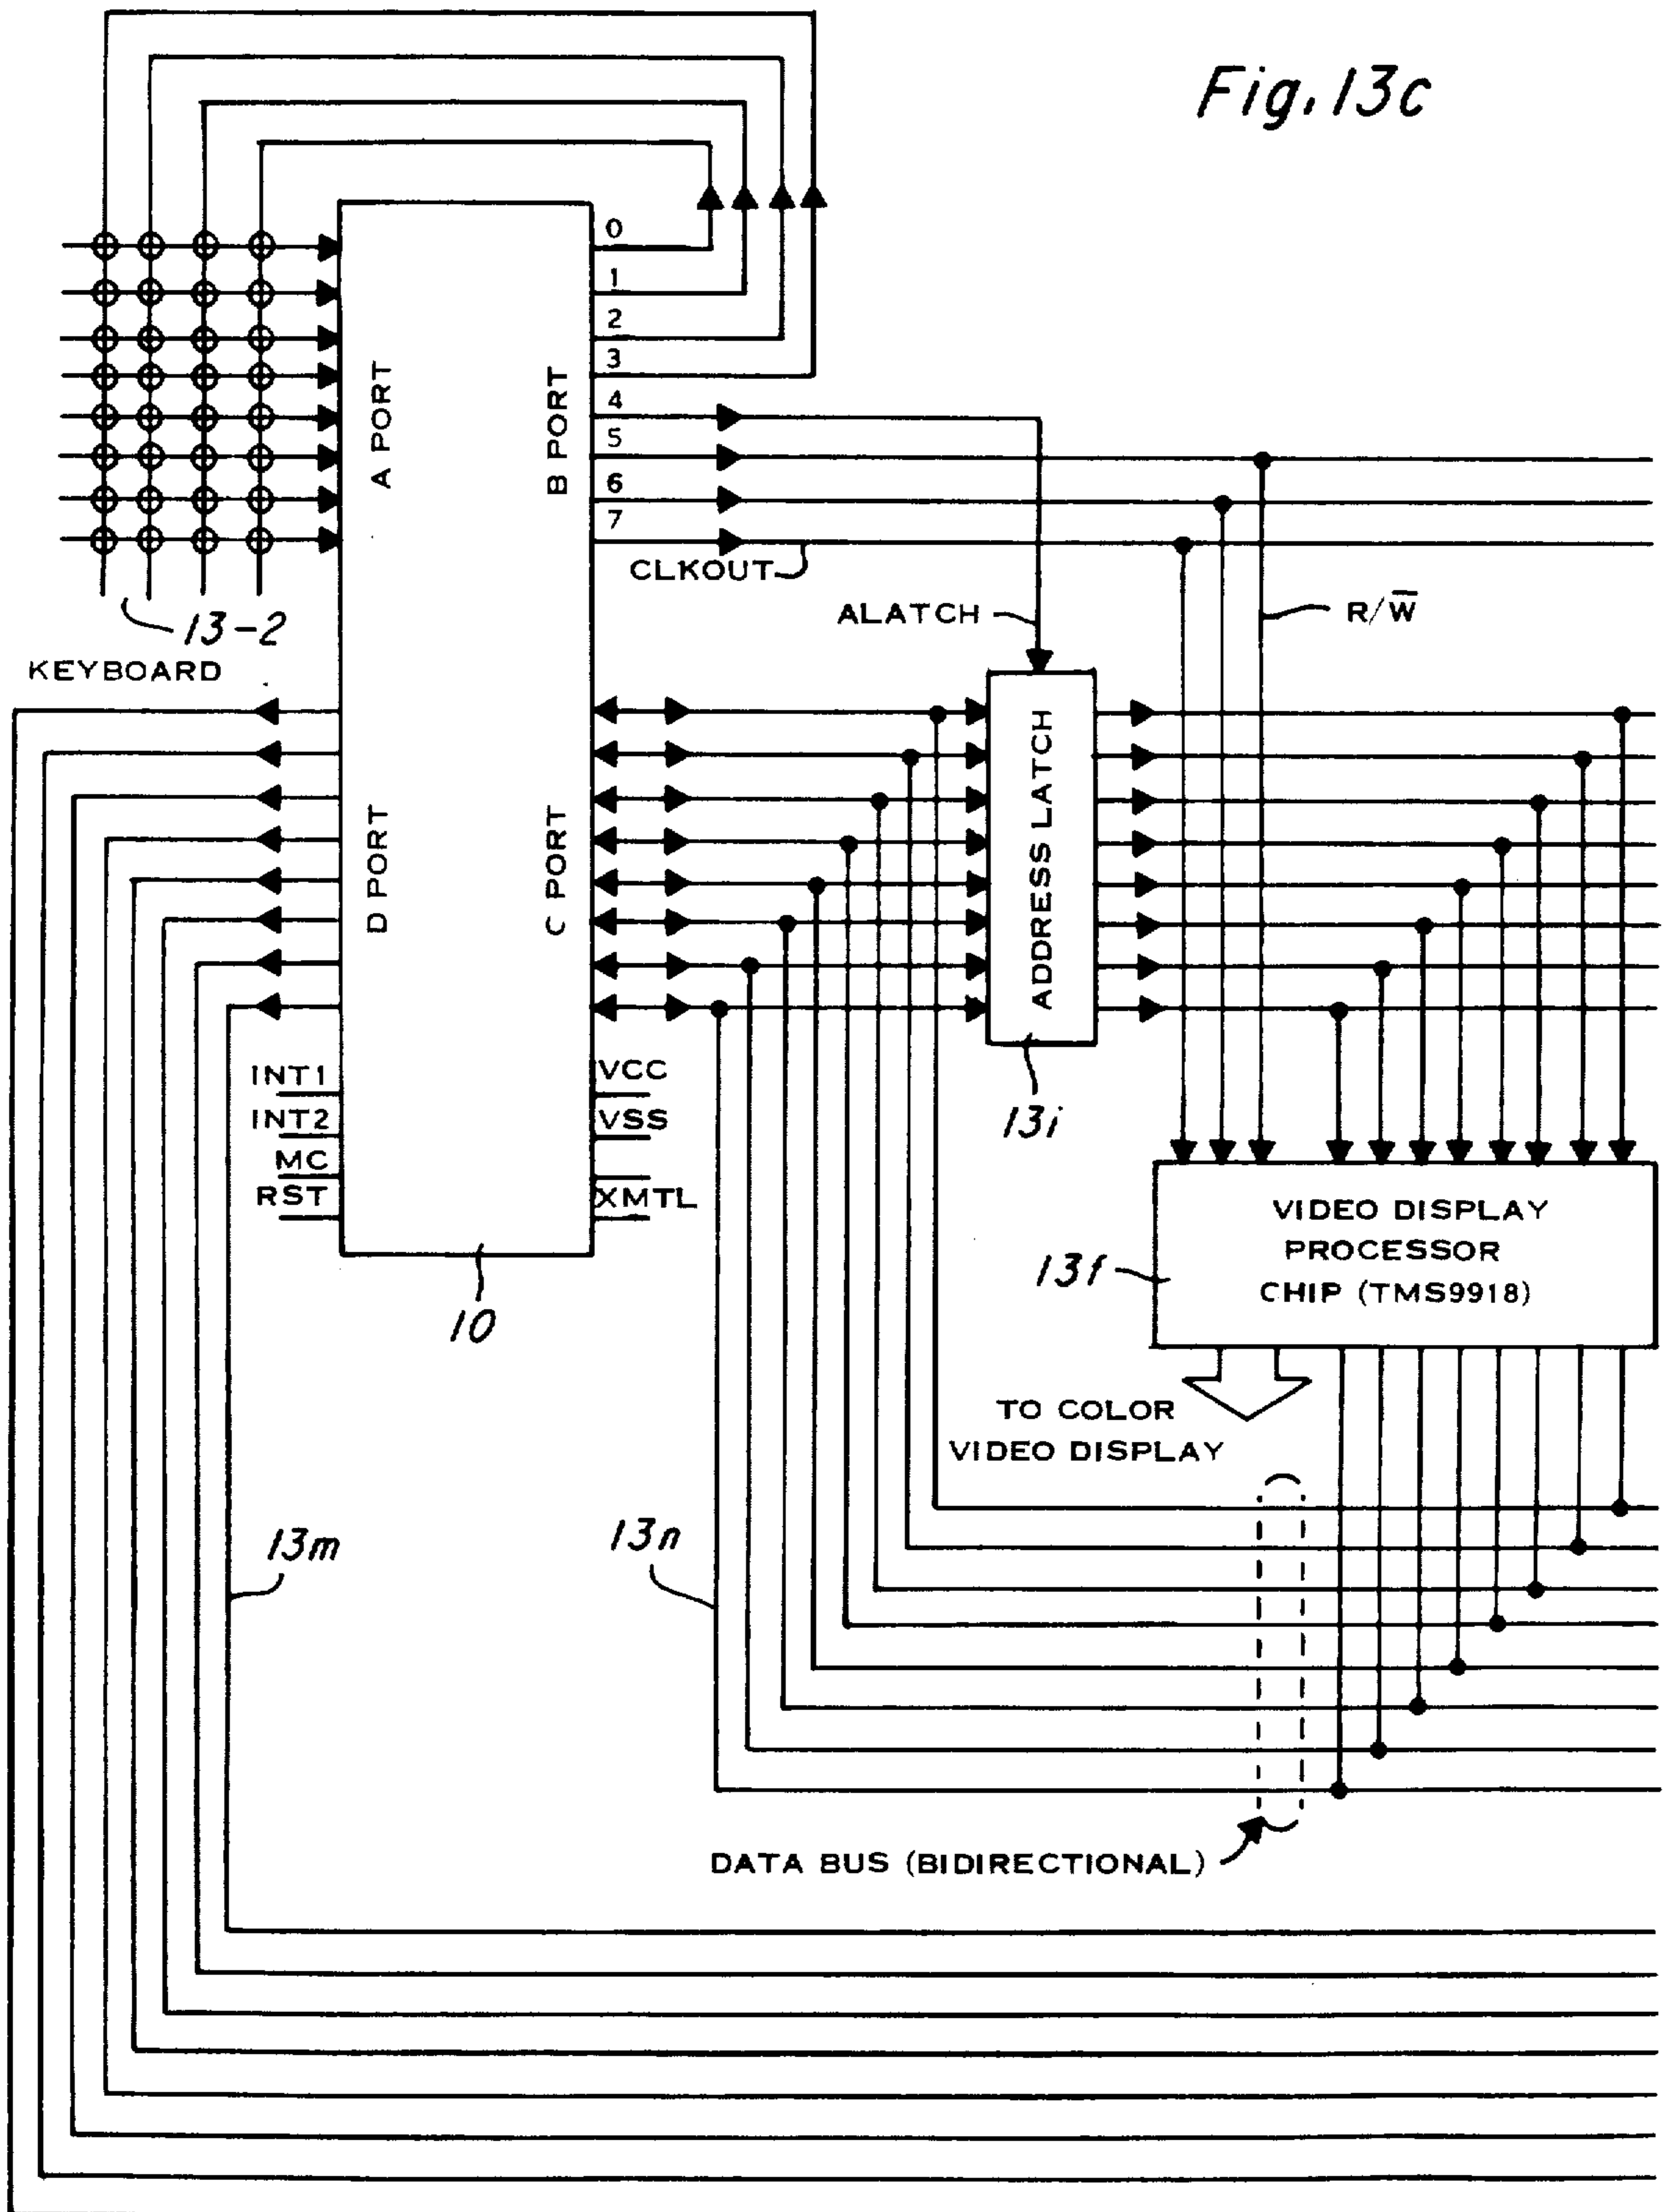 Fig. 13c
0
1
2
3
4
5
6
7
A PORT
B PORT
CLKOUT
13-2
KEYBOARD
ALATCH
R/W̅
D PORT
C PORT
ADDRESS LATCH
13i
INT1
INT2
MC
RST
VCC
VSS
XMTL
10
VIDEO DISPLAY
PROCESSOR
CHIP (TMS9918)
13f
TO COLOR
VIDEO DISPLAY
13m
13n
DATA BUS (BIDIRECTIONAL)